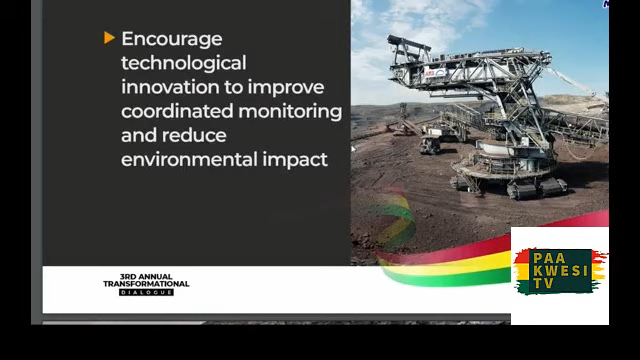 Encourage
technological
innovation to improve
coordinated monitoring
and reduce
environmental impact
3RD ANNUAL
TRANSFORMATIONAL
DIALOGUE
PAA
KWESI
TV